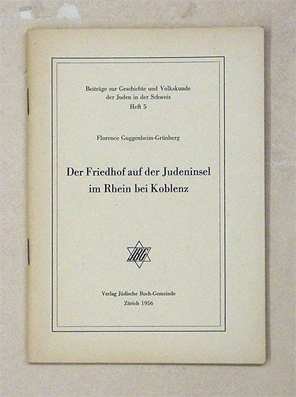 Beiträge zur Geschichte und Volkskunde
der Juden in der Schweiz
Heft 5
Florence Guggenheim-Grünberg
Der Friedhof auf der Judeninsel
im Rhein bei Koblenz
JBG
Verlag Jüdische Buch-Gemeinde
Zürich 1956